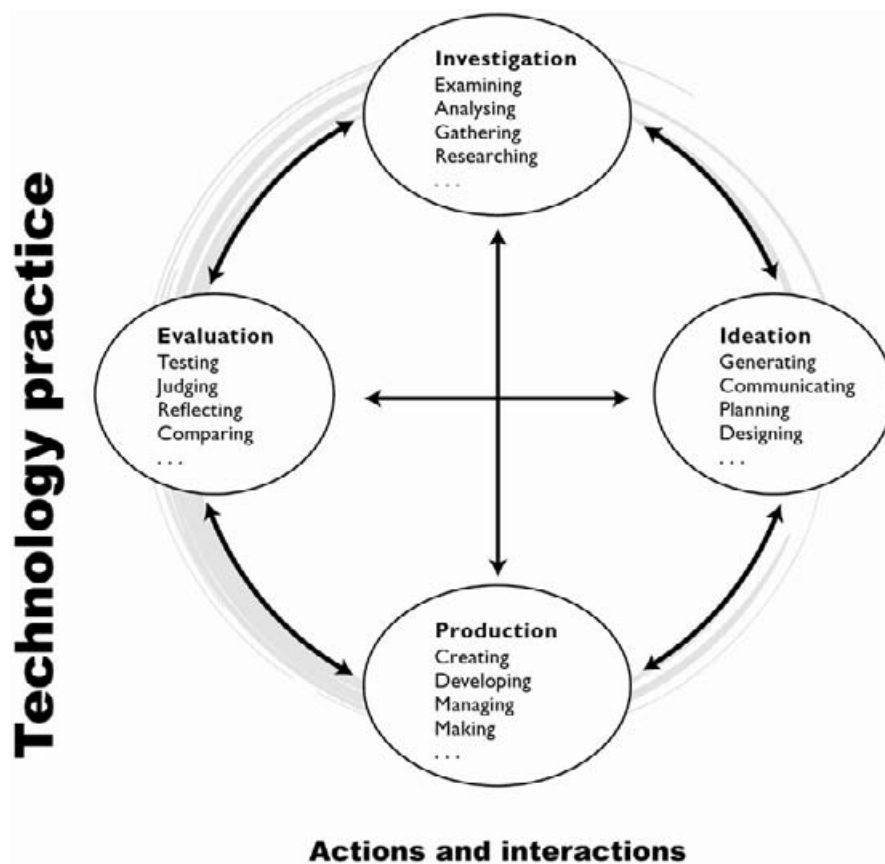 Technology practice
Investigation
Examining
Analysing
Gathering
Researching
. . .
Evaluation
Testing
Judging
Reflecting
Comparing
. . .
Ideation
Generating
Communicating
Planning
Designing
. . .
Production
Creating
Developing
Managing
Making
. . .
Actions and interactions